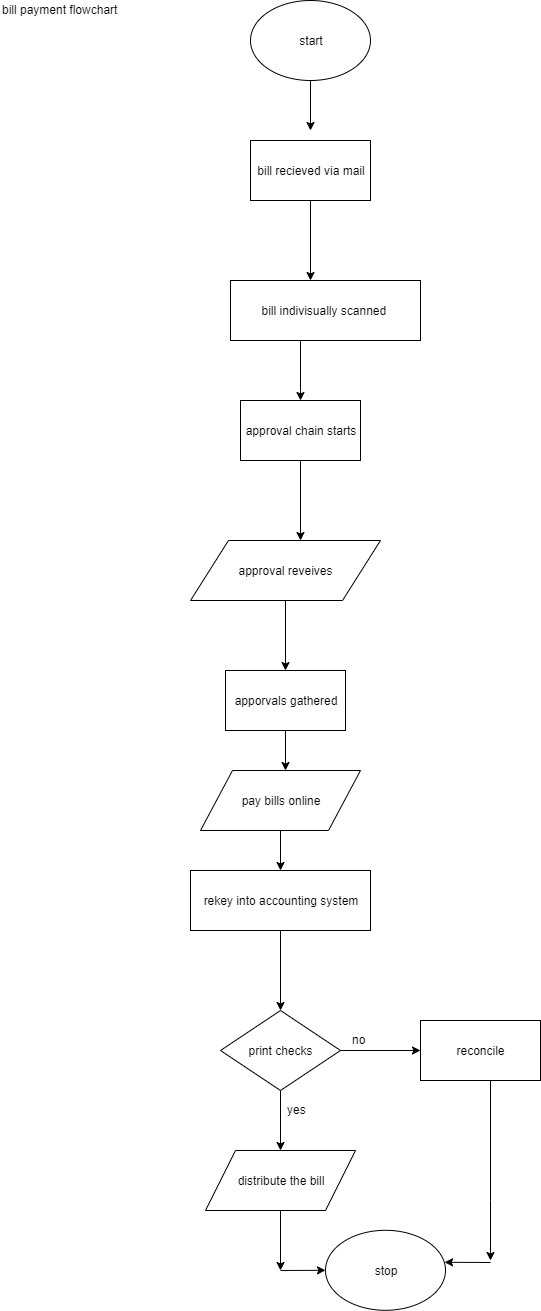 bill payment flowchart
start
bill recieved via mail
bill indivisually scanned
approval chain starts
approval reveives
apporvals gathered
pay bills online
rekey into accounting system
print checks
no
reconcile
yes
distribute the bill
stop